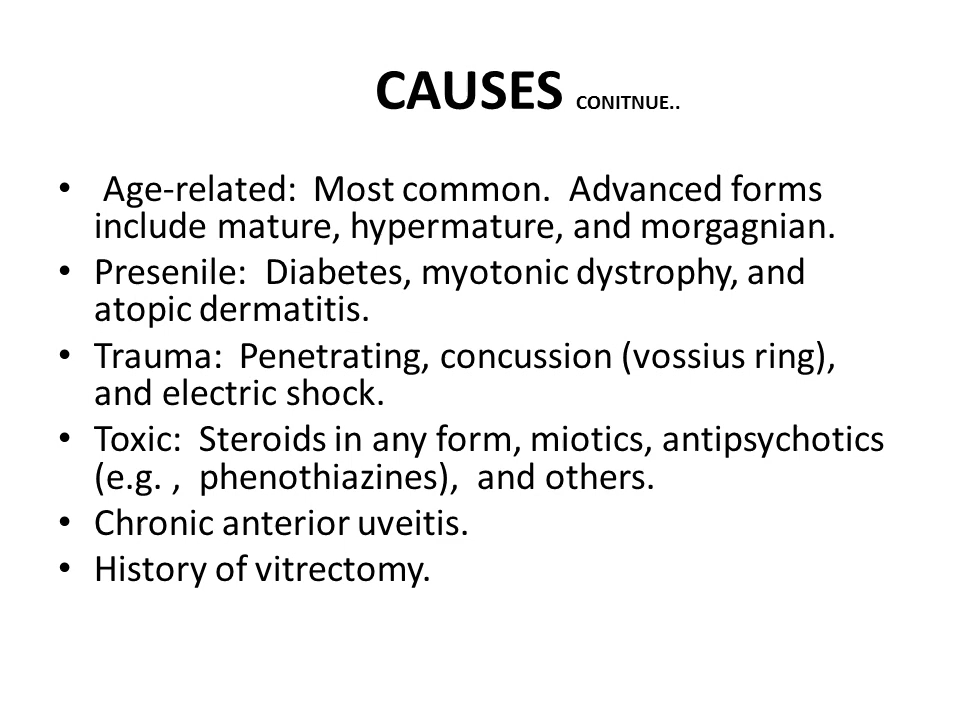 CAUSES CONITNUE..
• Age-related: Most common. Advanced forms
include mature, hypermature, and morgagnian.
• Presenile: Diabetes, myotonic dystrophy, and
atopic dermatitis.
• Trauma: Penetrating, concussion (vossius ring),
and electric shock.
• Toxic: Steroids in any form, miotics, antipsychotics
(e.g. , phenothiazines), and others.
• Chronic anterior uveitis.
• History of vitrectomy.